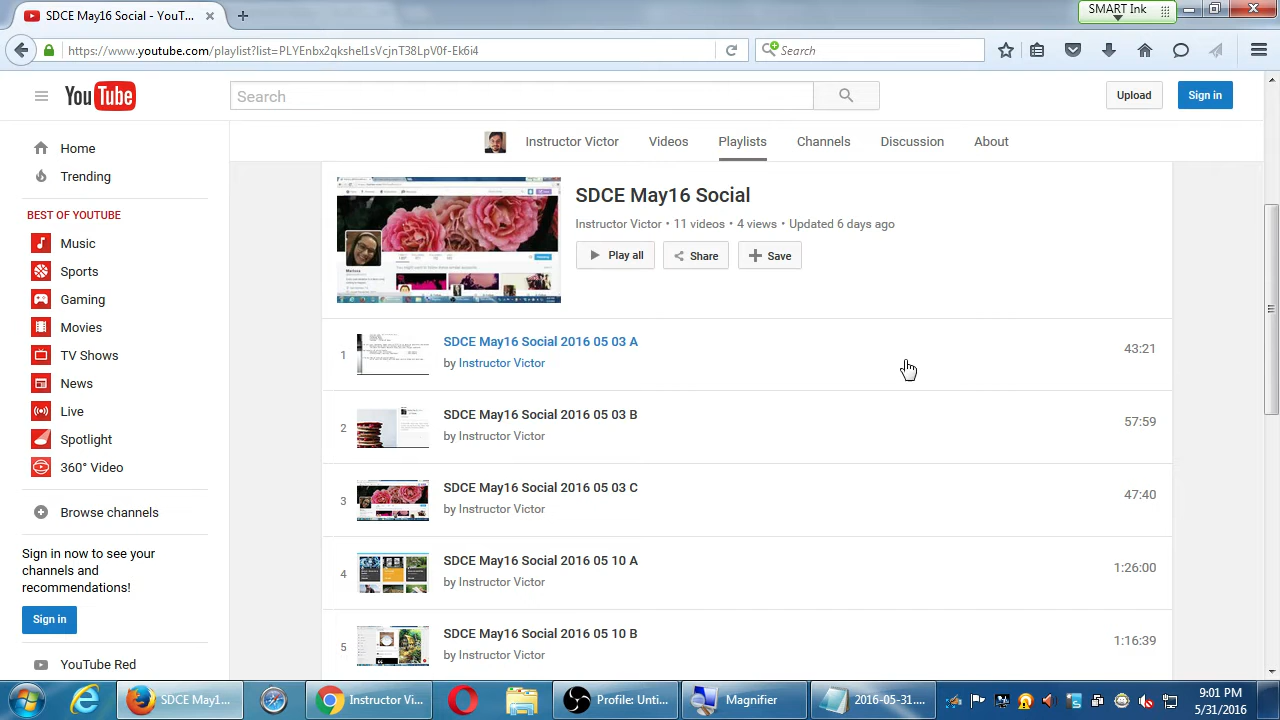 SDCE May16 Social - YouT...
SMART Ink
https://www.youtube.com/playlist?list=PLYEnbx2qkshel1sVcjnT38LpV0f-Ek6i4
Search
YouTube
Search
Upload
Sign in
Instructor Victor
Videos
Playlists
Channels
Discussion
About
Home
Trending
BEST OF YOUTUBE
Music
Sports
Gaming
Movies
TV Shows
News
Live
Spotlight
360° Video
Browse channels
Sign in now to see your
channels and
recommendations!
Sign in
YouTube Red
SDCE May16 Social
Instructor Victor • 11 videos • 4 views • Updated 6 days ago
Play all
Share
Save
1
SDCE May16 Social 2016 05 03 A
by Instructor Victor
43:21
2
SDCE May16 Social 2016 05 03 B
by Instructor Victor
57:59
3
SDCE May16 Social 2016 05 03 C
by Instructor Victor
47:40
4
SDCE May16 Social 2016 05 10 A
by Instructor Victor
1:26:00
5
SDCE May16 Social 2016 05 10 B
by Instructor Victor
1:16:39
SDCE May1...
Instructor Vi...
Profile: Unti...
Magnifier
2016-05-31....
9:01 PM
5/31/2016